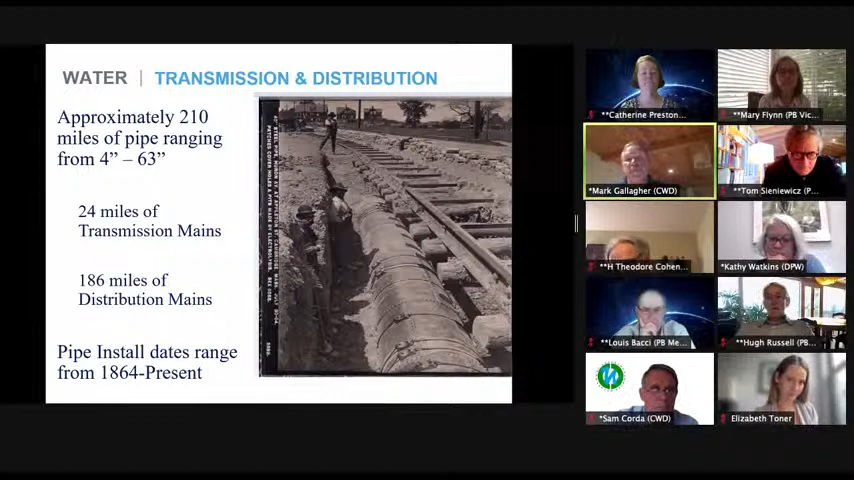 WATER | TRANSMISSION & DISTRIBUTION
Approximately 210
miles of pipe ranging
from 4” – 63”
24 miles of
Transmission Mains
186 miles of
Distribution Mains
Pipe Install dates range
from 1864-Present
**Catherine Preston...
**Mary Flynn (PB Vic...
*Mark Gallagher (CWD)
**Tom Sieniewicz (P...
**H Theodore Cohen...
*Kathy Watkins (DPW)
**Louis Bacci (PB Me...
**Hugh Russell (PB...
*Sam Corda (CWD)
Elizabeth Toner